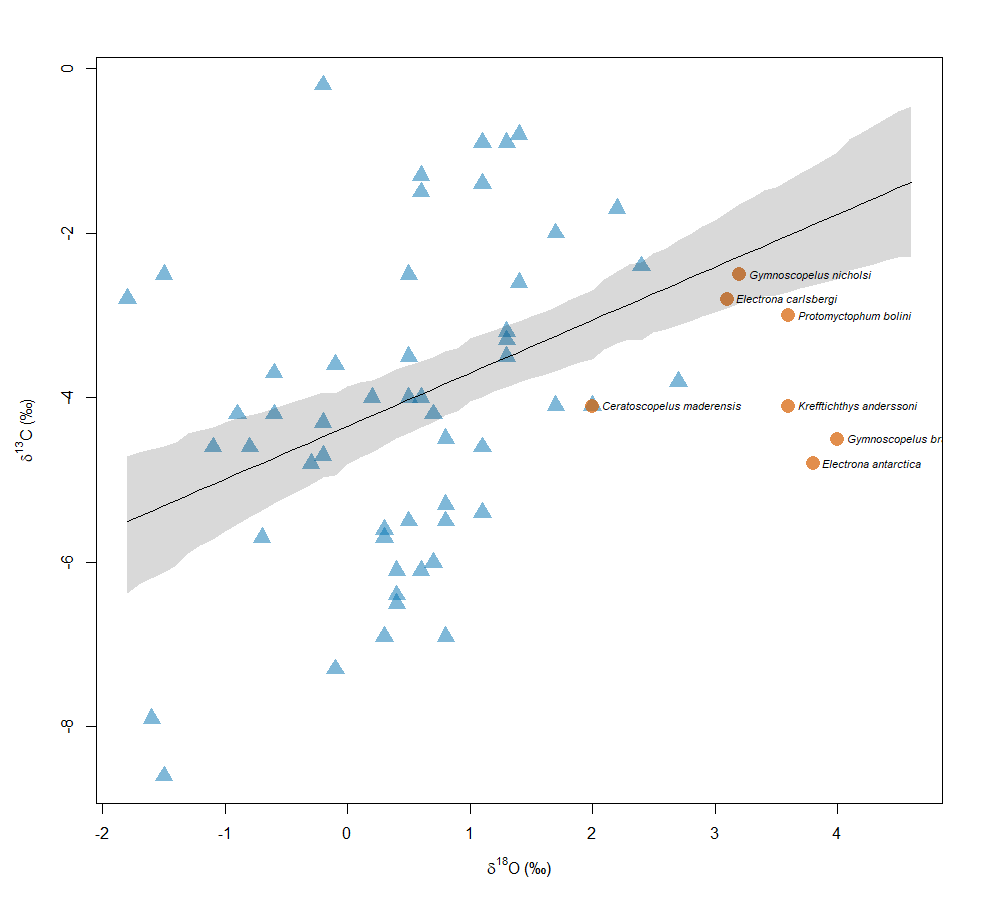 0
-2
-4
-6
-8
δ¹³C (‰)
Gymnoscopelus nicholsi
Electrona carlsbergi
Protomyctophum bolini
Ceratoscopelus maderensis
Krefftichthys anderssoni
Gymnoscopelus br
Electrona antarctica
-2 -1 0 1 2 3 4
δ¹⁸O (‰)